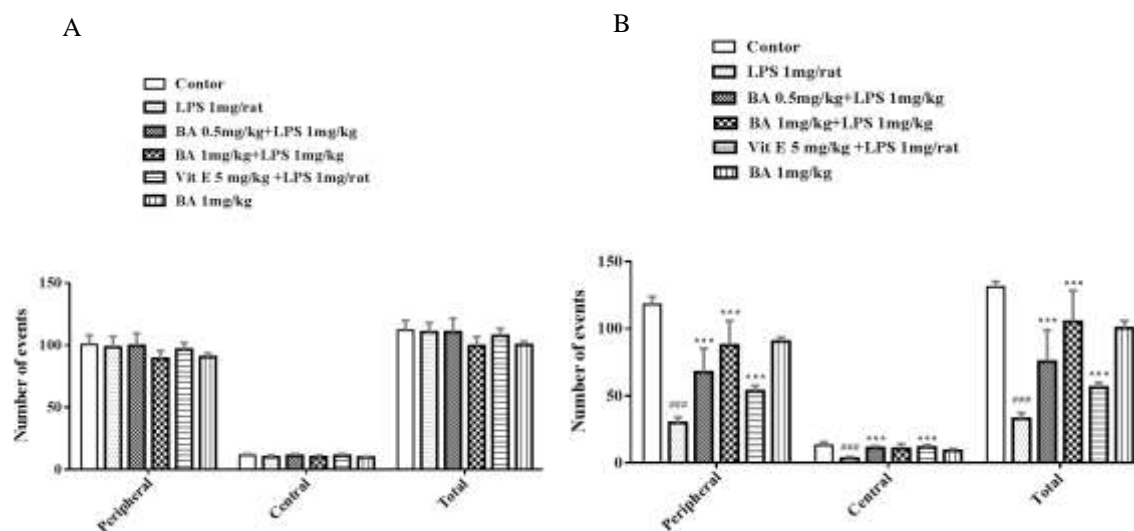 A
Contor
LPS 1mg/rat
BA 0.5mg/kg+LPS 1mg/kg
BA 1mg/kg+LPS 1mg/kg
Vit E 5 mg/kg +LPS 1mg/rat
BA 1mg/kg
Number of events
150
100
50
0
Peripheral
Central
Total
B
Contor
LPS 1mg/rat
BA 0.5mg/kg+LPS 1mg/kg
BA 1mg/kg+LPS 1mg/kg
Vit E 5 mg/kg +LPS 1mg/rat
BA 1mg/kg
Number of events
150
100
50
0
###
***
***
***
###
***
***
###
***
***
***
Peripheral
Central
Total